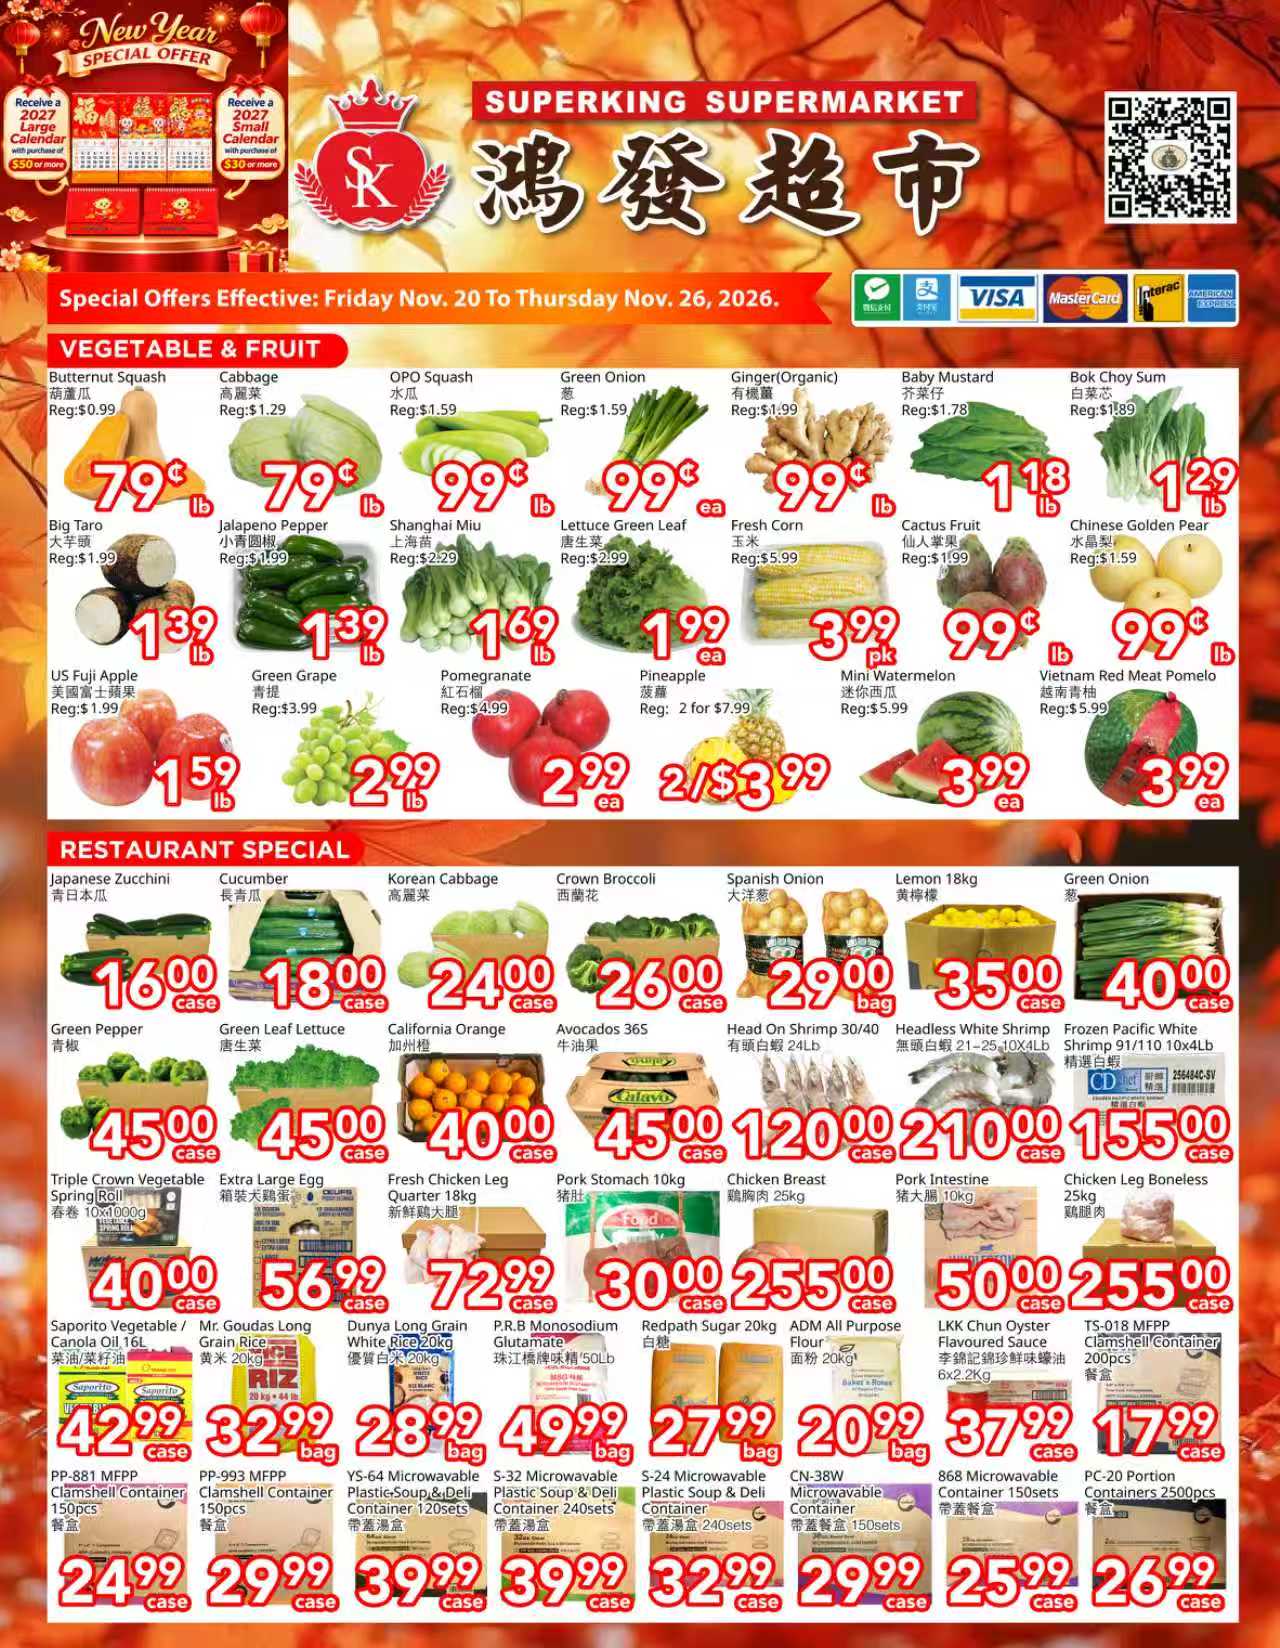 New Year
SPECIAL OFFER
Receive a
2027
Large
Calendar
with purchase of
$50 or more
Receive a
2027
Small
Calendar
with purchase of
$30 or more
SK
SUPERKING SUPERMARKET
鴻發超市
Special Offers Effective: Friday Nov. 20 To Thursday Nov. 26, 2026.
微信支付
支付宝
VISA
MasterCard
Interac
AMERICAN EXPRESS
VEGETABLE & FRUIT
Butternut Squash
葫蘆瓜
Reg:$0.99
79¢ lb
Cabbage
高麗菜
Reg:$1.29
79¢ lb
OPO Squash
水瓜
Reg:$1.59
99¢ lb
Green Onion
葱
Reg:$1.59
99¢ ea
Ginger(Organic)
有機薑
Reg:$1.99
99¢ lb
Baby Mustard
芥菜仔
Reg:$1.78
1.18 lb
Bok Choy Sum
白菜芯
Reg:$1.89
1.29 lb
Big Taro
大芋頭
Reg:$1.99
1.39 lb
Jalapeno Pepper
小青圆椒
Reg:$1.99
1.39 lb
Shanghai Miu
上海苗
Reg:$2.29
1.69 lb
Lettuce Green Leaf
唐生菜
Reg:$2.99
1.99 ea
Fresh Corn
玉米
Reg:$5.99
3.99 pk
Cactus Fruit
仙人掌果
Reg:$1.99
99¢ lb
Chinese Golden Pear
水晶梨
Reg:$1.59
99¢ lb
US Fuji Apple
美國富士蘋果
Reg:$1.99
1.59 lb
Green Grape
青提
Reg:$3.99
2.99 lb
Pomegranate
紅石榴
Reg:$4.99
2.99 ea
Pineapple
菠蘿
Reg: 2 for $7.99
2/$3.99
Mini Watermelon
迷你西瓜
Reg:$5.99
3.99 ea
Vietnam Red Meat Pomelo
越南青柚
Reg:$5.99
3.99 ea
RESTAURANT SPECIAL
Japanese Zucchini
青日本瓜
16.00 case
Cucumber
長青瓜
18.00 case
Korean Cabbage
高麗菜
24.00 case
Crown Broccoli
西蘭花
26.00 case
Spanish Onion
大洋葱
29.00 bag
Lemon 18kg
黄檸檬
35.00 case
Green Onion
葱
40.00 case
Green Pepper
青椒
45.00 case
Green Leaf Lettuce
唐生菜
45.00 case
California Orange
加州橙
40.00 case
Avocados 36S
牛油果
Calavo
45.00 case
Head On Shrimp 30/40
有頭白蝦 24Lb
120.00 case
Headless White Shrimp
無頭白蝦 21-25 10X4Lb
210.00 case
Frozen Pacific White
Shrimp 91/110 10x4Lb
精選白蝦
CD chef
256484C-SV
精選白蝦
155.00 case
Triple Crown Vegetable
Spring Roll
春卷 10x1000g
40.00 case
Extra Large Egg
箱裝大鷄蛋
56.99 case
Fresh Chicken Leg
Quarter 18kg
新鮮鷄大腿
72.99 case
Pork Stomach 10kg
猪肚
Food
30.00 case
Chicken Breast
鷄胸肉 25kg
255.00 case
Pork Intestine
猪大腸 10kg
50.00 case
Chicken Leg Boneless
25kg
鷄腿肉
255.00 case
Saporito Vegetable /
Canola Oil 16L
菜油/菜籽油
Saporito
Saporito
42.99 case
Mr. Goudas Long
Grain Rice
黄米 20kg
RICE
RIZ
20 kg • 44 lb
32.99 bag
Dunya Long Grain
White Rice 20kg
優質白米 20kg
28.99 bag
P.R.B Monosodium
Glutamate
珠江橋牌味精 50Lb
49.99 bag
Redpath Sugar 20kg
白糖
27.99 bag
ADM All Purpose
Flour
面粉 20kg
20.99 bag
LKK Chun Oyster
Flavoured Sauce
李錦記錦珍鮮味蠔油
6x2.2Kg
37.99 case
TS-018 MFPP
Clamshell Container
200pcs
餐盒
17.99 case
PP-881 MFPP
Clamshell Container
150pcs
餐盒
24.99 case
PP-993 MFPP
Clamshell Container
150pcs
餐盒
29.99 case
YS-64 Microwavable
Plastic Soup & Deli
Container 120sets
帶蓋湯盒
39.99 case
S-32 Microwavable
Plastic Soup & Deli
Container 240sets
帶蓋湯盒
39.99 case
S-24 Microwavable
Plastic Soup & Deli
Container
帶蓋湯盒 240sets
32.99 case
CN-38W
Microwavable
Container
帶蓋餐盒 150sets
29.99 case
868 Microwavable
Container 150sets
帶蓋餐盒
25.99 case
PC-20 Portion
Containers 2500pcs
餐盒
26.99 case